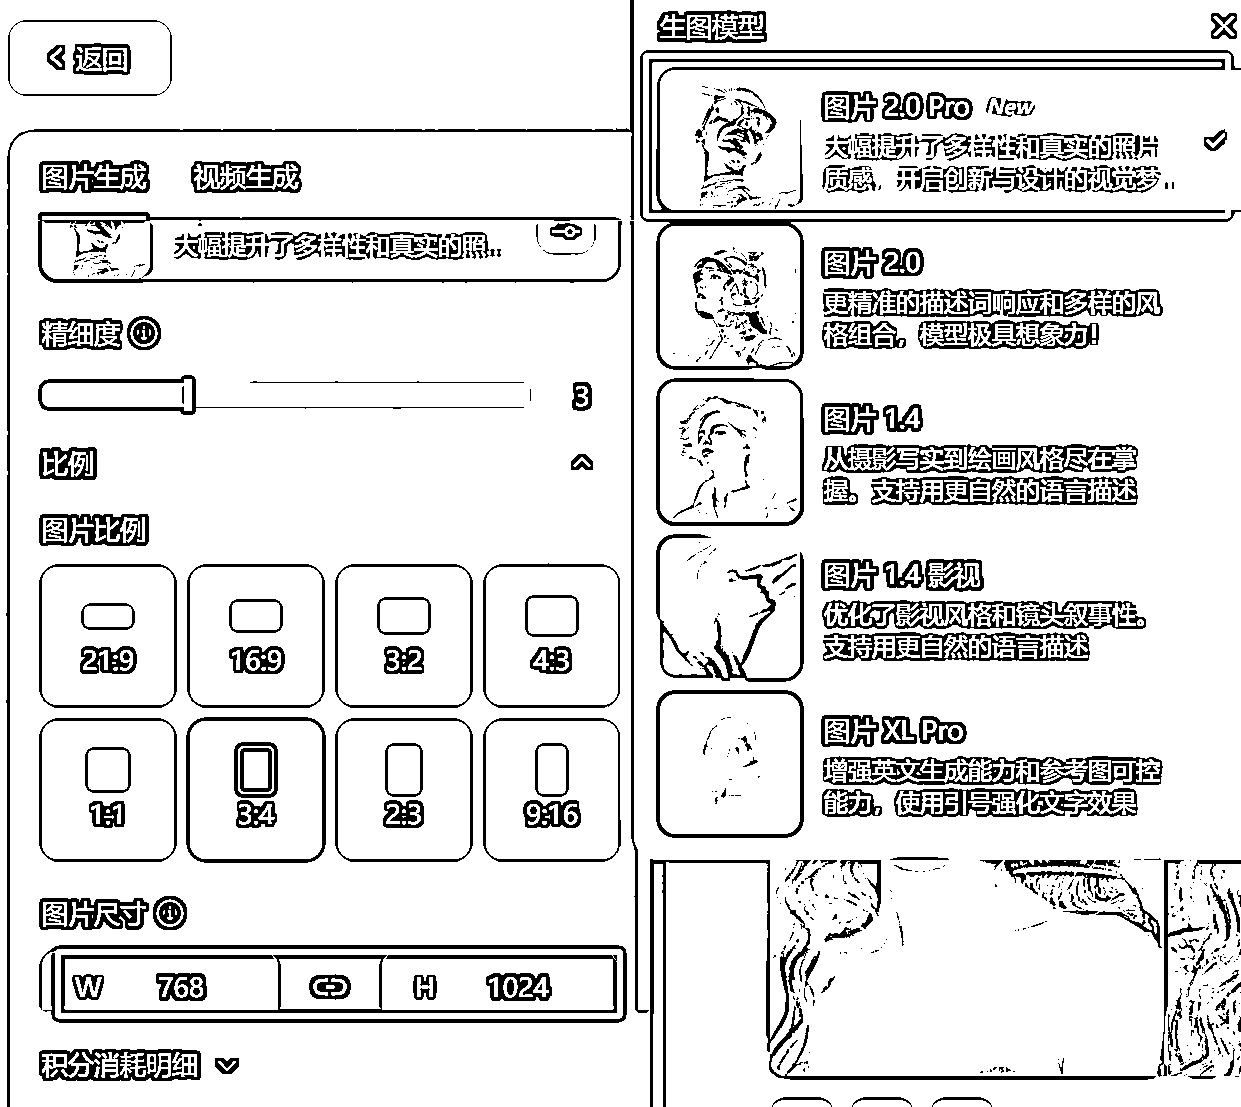 返回
图片生成 视频生成
大幅提升了多样性和真实的照...
精细度
3
比例
图片比例
21:9 16:9 3:2 4:3
1:1 3:4 2:3 9:16
图片尺寸
W 768 H 1024
积分消耗明细
生图模型
图片 2.0 Pro New
大幅提升了多样性和真实的照片
质感，开启创新与设计的视觉梦...
图片 2.0
更精准的描述词响应和多样的风
格组合，模型极具想象力！
图片 1.4
从摄影写实到绘画风格尽在掌
握。支持用更自然的语言描述
图片 1.4 影视
优化了影视风格和镜头叙事性。
支持用更自然的语言描述
图片 XL Pro
增强英文生成能力和参考图可控
能力，使用引号强化文字效果